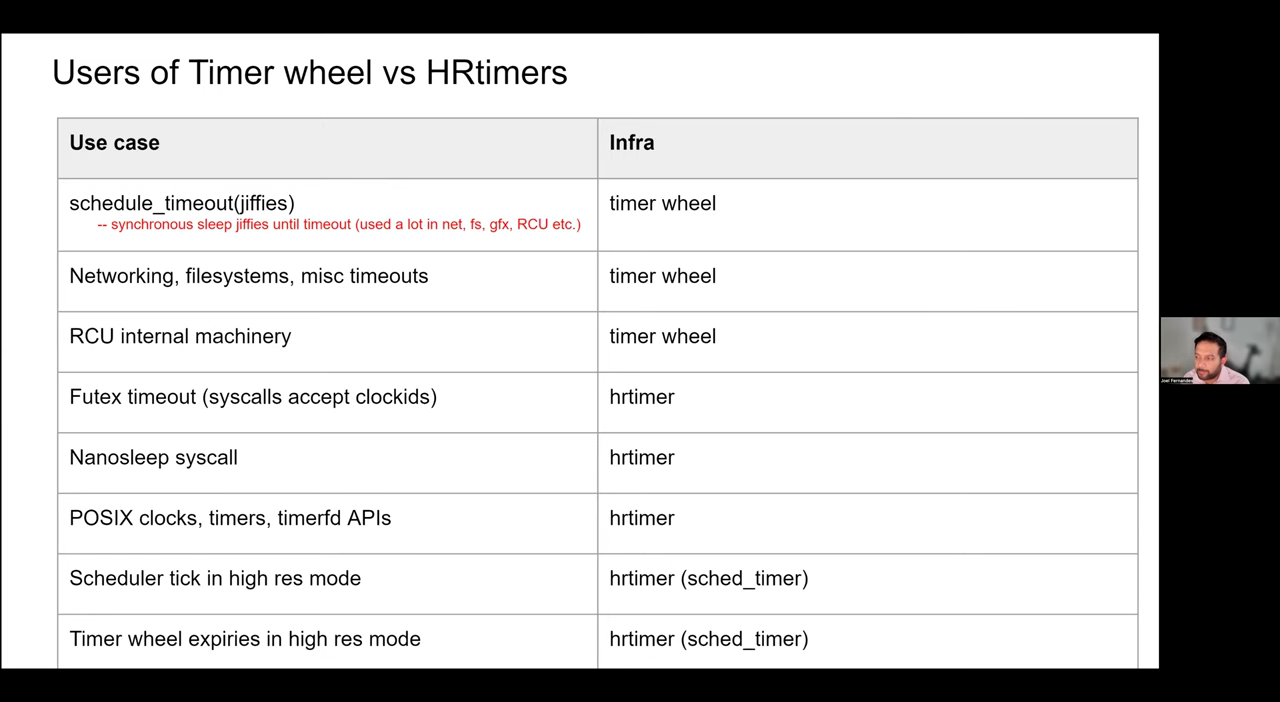 Users of Timer wheel vs HRtimers
Use case
Infra
schedule_timeout(jiffies)
-- synchronous sleep jiffies until timeout (used a lot in net, fs, gfx, RCU etc.)
timer wheel
Networking, filesystems, misc timeouts
timer wheel
RCU internal machinery
timer wheel
Futex timeout (syscalls accept clockids)
hrtimer
Nanosleep syscall
hrtimer
POSIX clocks, timers, timerfd APIs
hrtimer
Scheduler tick in high res mode
hrtimer (sched_timer)
Timer wheel expiries in high res mode
hrtimer (sched_timer)
Joel Fernandes